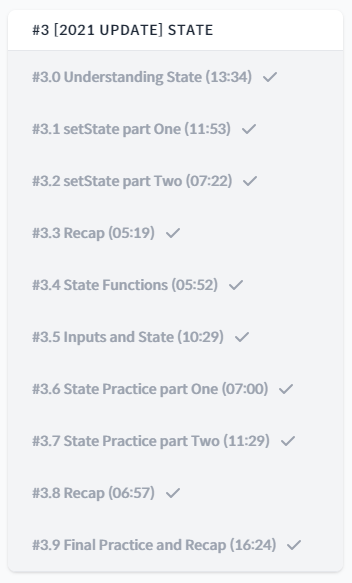 #3 [2021 UPDATE] STATE
#3.0 Understanding State (13:34)
#3.1 setState part One (11:53)
#3.2 setState part Two (07:22)
#3.3 Recap (05:19)
#3.4 State Functions (05:52)
#3.5 Inputs and State (10:29)
#3.6 State Practice part One (07:00)
#3.7 State Practice part Two (11:29)
#3.8 Recap (06:57)
#3.9 Final Practice and Recap (16:24)